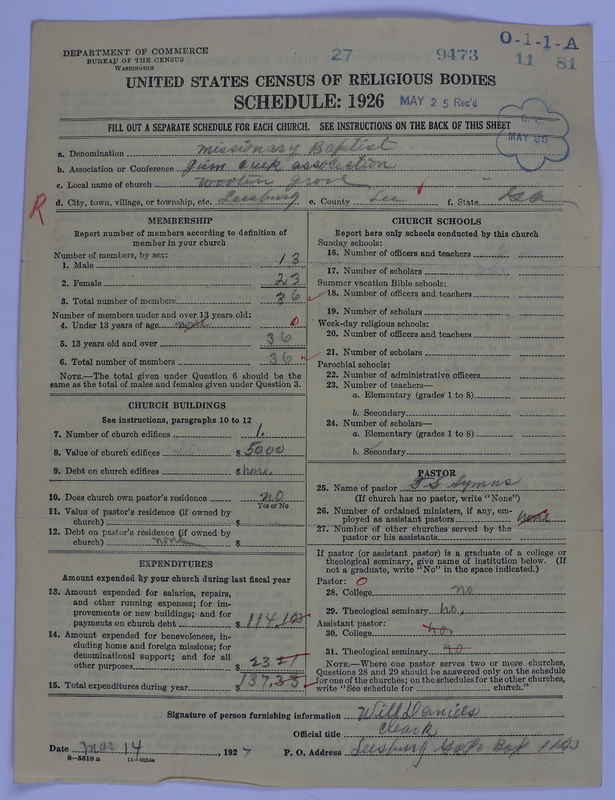 DEPARTMENT OF COMMERCE
BUREAU OF THE CENSUS
WASHINGTON
27 9473 O-1-1-A
11 81
UNITED STATES CENSUS OF RELIGIOUS BODIES
SCHEDULE: 1926 MAY 25 Rec'd
FILL OUT A SEPARATE SCHEDULE FOR EACH CHURCH. SEE INSTRUCTIONS ON THE BACK OF THIS SHEET
MAY 25
a. Denomination Missionary Baptist
b. Association or Conference Gum creek association
c. Local name of church
R d. City, town, village, or township, etc. Leesburg e. County Lee f. State Ga
MEMBERSHIP
Report number of members according to definition of
member in your church
Number of members, by sex:
1. Male 13
2. Female 23
3. Total number of members 36
Number of members under and over 13 years old:
4. Under 13 years of age none 0
5. 13 years old and over 36
6. Total number of members 36
NOTE.—The total given under Question 6 should be
the same as the total of males and females given under Question 3.
CHURCH BUILDINGS
See instructions, paragraphs 10 to 12
7. Number of church edifices 1.
8. Value of church edifices $ 5000
9. Debt on church edifices $ none.
10. Does church own pastor's residence no
Yes or No
11. Value of pastor's residence (if owned by
church) $
12. Debt on pastor's residence (if owned by
church) none $
EXPENDITURES
Amount expended by your church during last fiscal year
13. Amount expended for salaries, repairs,
and other running expenses; for im-
provements or new buildings; and for
payments on church debt $ 114.12
14. Amount expended for benevolences,
including home and foreign missions; for
denominational support; and for all
other purposes $ 23 21
15. Total expenditures during year $ 137.33
CHURCH SCHOOLS
Report here only schools conducted by this church
Sunday schools:
16. Number of officers and teachers
17. Number of scholars
Summer vacation Bible schools:
18. Number of officers and teachers
19. Number of scholars
Week-day religious schools:
20. Number of officers and teachers
21. Number of scholars
Parochial schools:
22. Number of administrative officers
23. Number of teachers—
a. Elementary (grades 1 to 8)
b. Secondary
24. Number of scholars—
a. Elementary (grades 1 to 8)
b. Secondary
PASTOR
25. Name of pastor Symns
(If church has no pastor, write "None")
26. Number of ordained ministers, if any, em-
ployed as assistant pastors none
27. Number of other churches served by the
pastor or his assistants
If pastor (or assistant pastor) is a graduate of a college or
theological seminary, give name of institution below. (If
not a graduate, write "No" in the space indicated.)
Pastor: O
28. College no
29. Theological seminary no,
Assistant pastor:
30. College no
31. Theological seminary no
NOTE.—Where one pastor serves two or more churches,
Questions 28 and 29 should be answered only on the schedule
for one of the churches; on the schedules for the other churches,
write "See schedule for church."
Signature of person furnishing information Will Daniels
Official title Cleark
Date Mar 14, 1927 P. O. Address Leesburg Ga
8—5518 a 11—9254a